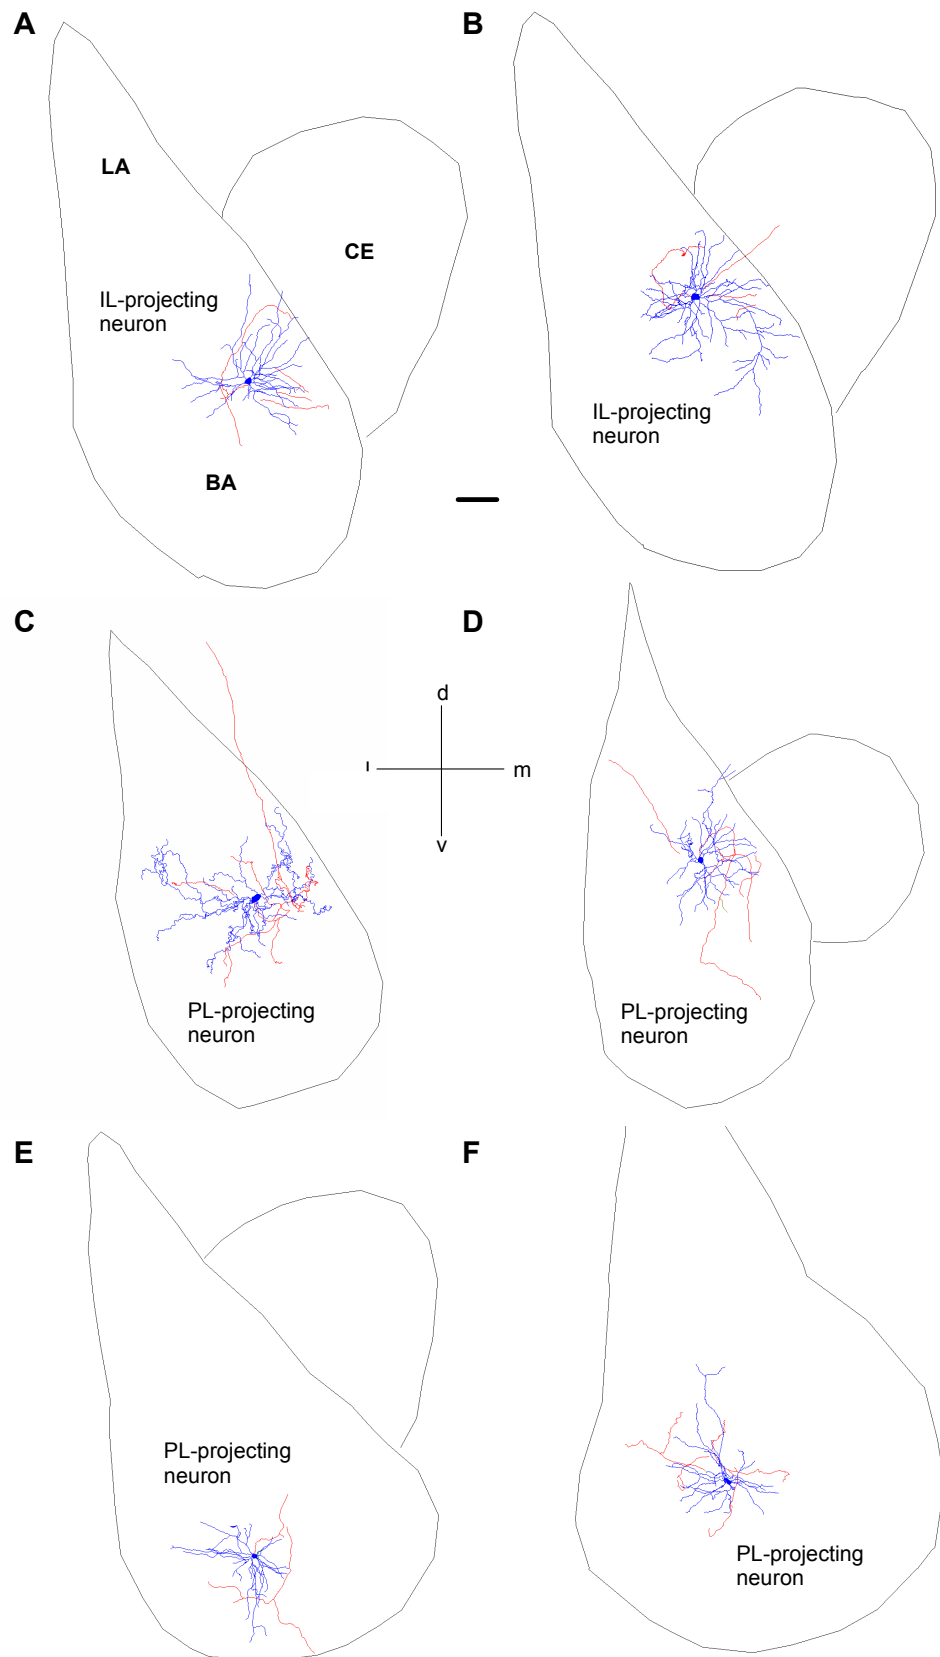 A
B
LA
CE
IL-projecting
neuron
IL-projecting
neuron
BA
C
D
d
l
m
v
PL-projecting
neuron
PL-projecting
neuron
E
F
PL-projecting
neuron
PL-projecting
neuron